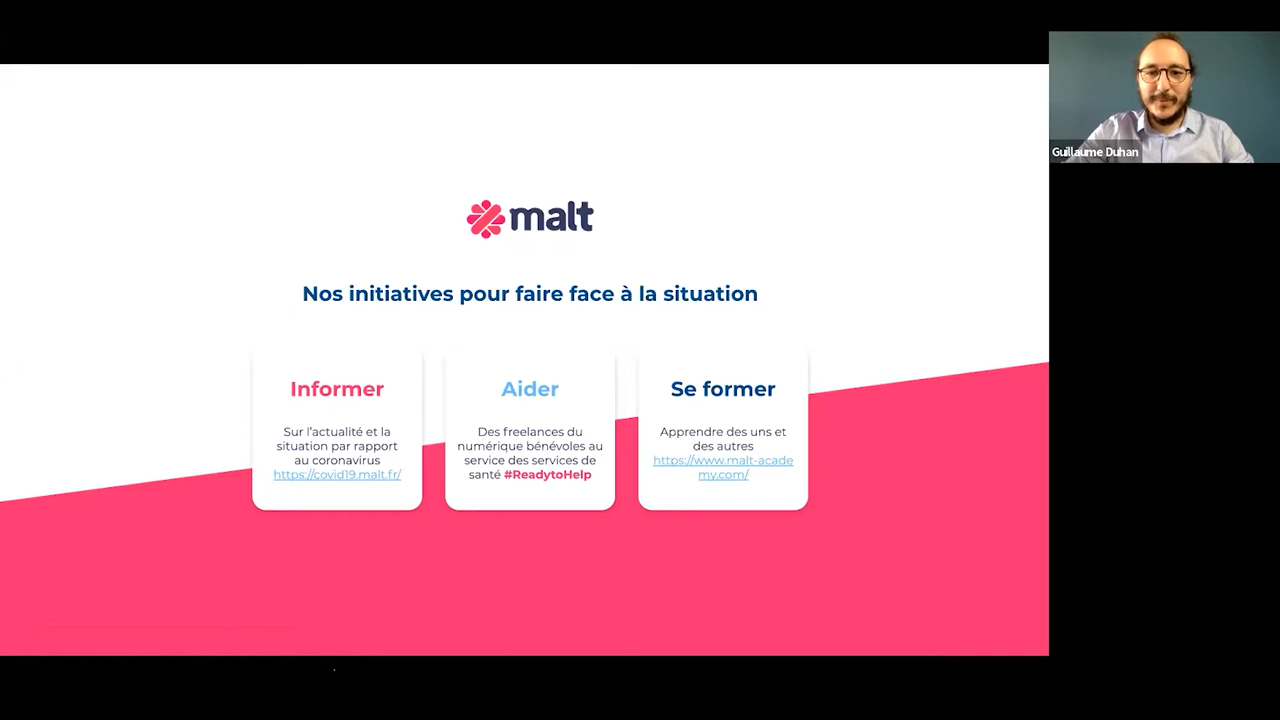 malt
Nos initiatives pour faire face à la situation
Informer
Sur l'actualité et la
situation par rapport
au coronavirus
https://covid19.malt.fr/
Aider
Des freelances du
numérique bénévoles au
service des services de
santé #ReadytoHelp
Se former
Apprendre des uns et
des autres
https://www.malt-acade
my.com/
Guillaume Duhan